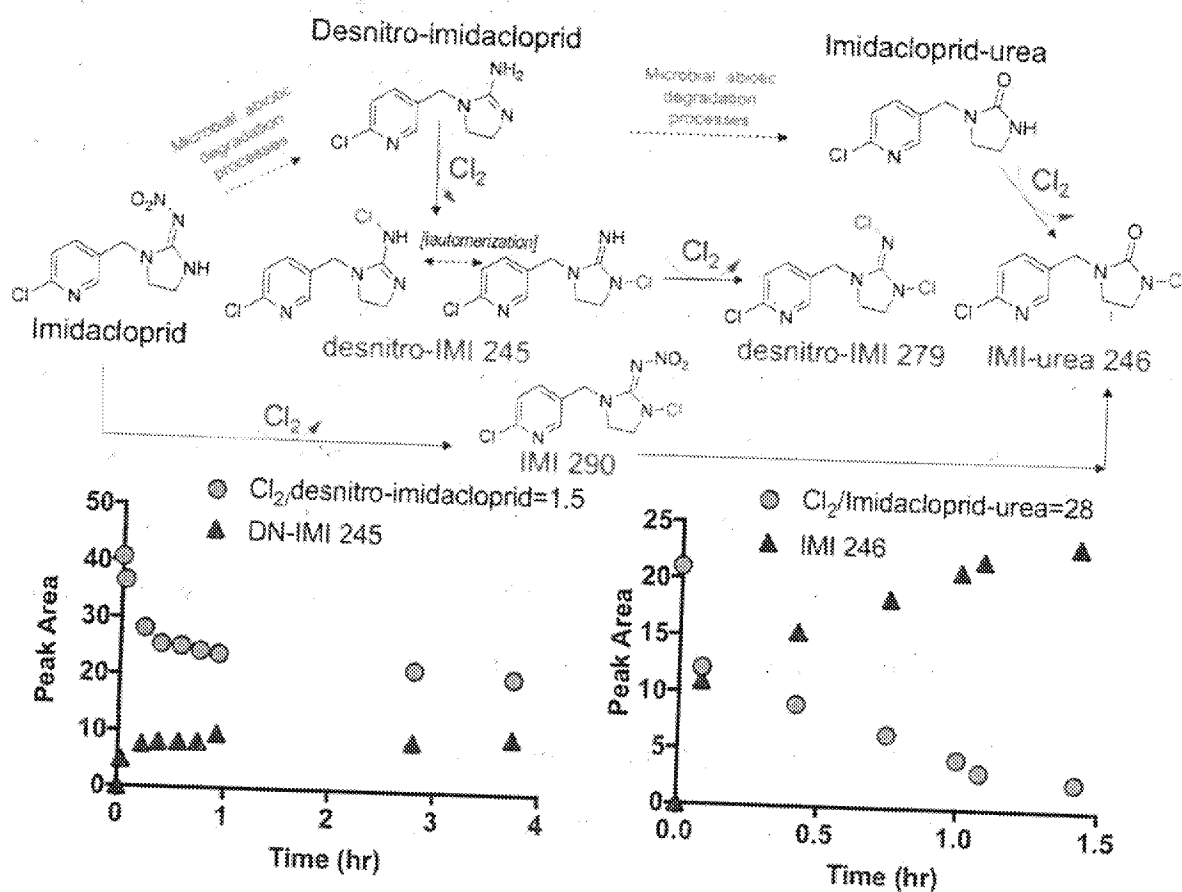 Desnitro-imidacloprid
Imidacloprid-urea
Microbial abiotic
degradation
processes
NH2
N
N
Cl
N
Microbial abiotic
degradation
processes
O
N
NH
Cl
N
Cl2
Cl2
O2N
N
N
NH
N
Cl
Imidacloprid
Cl
NH
N
N
Cl
N
[tautomerization]
NH
N
N-Cl
Cl
N
desnitro-IMI 245
Cl2
Cl
N
N
N-Cl
Cl
N
desnitro-IMI 279
O
N
N-C
Cl
N
IMI-urea 246
Cl2
N-NO2
N
N-Cl
Cl
N
IMI 290
Cl2/desnitro-imidacloprid=1.5
DN-IMI 245
50
40
30
20
10
0
Peak Area
0 1 2 3 4
Time (hr)
Cl2/Imidacloprid-urea=28
IMI 246
25
20
15
10
5
0
Peak Area
0.0 0.5 1.0 1.5
Time (hr)